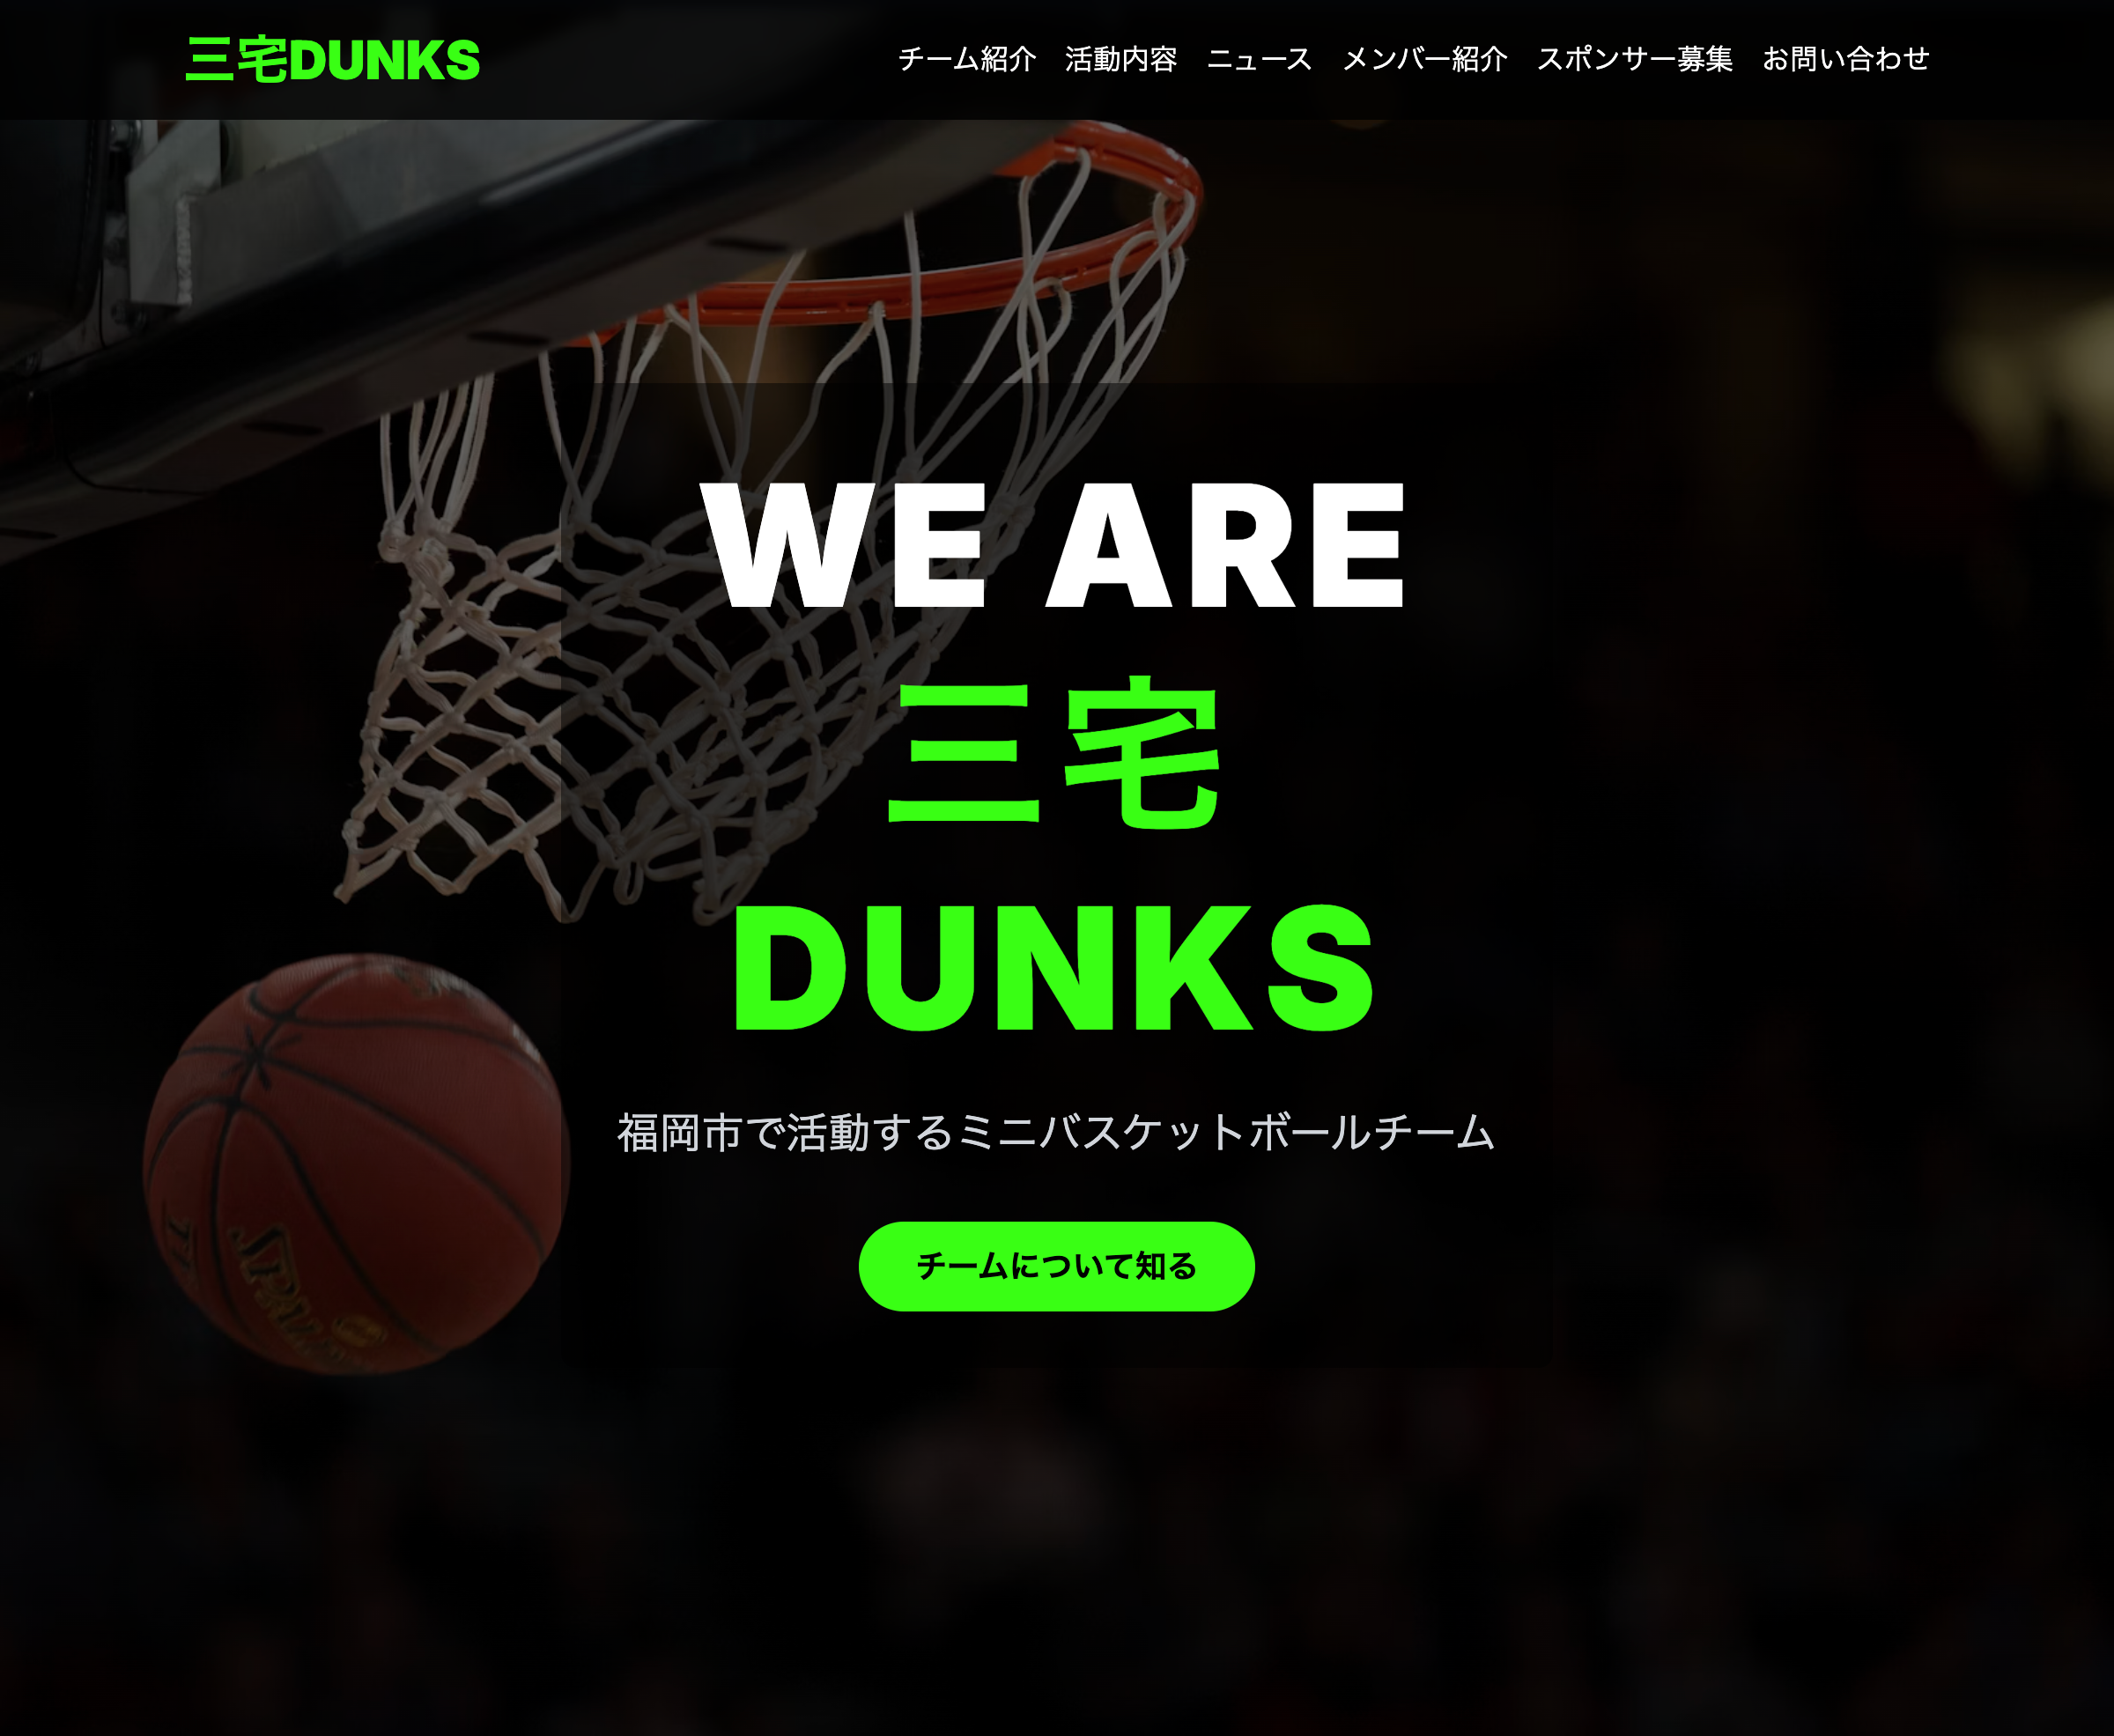 三宅DUNKS
チーム紹介 活動内容 ニュース メンバー紹介 スポンサー募集 お問い合わせ
WE ARE
三宅
DUNKS
福岡市で活動するミニバスケットボールチーム
チームについて知る